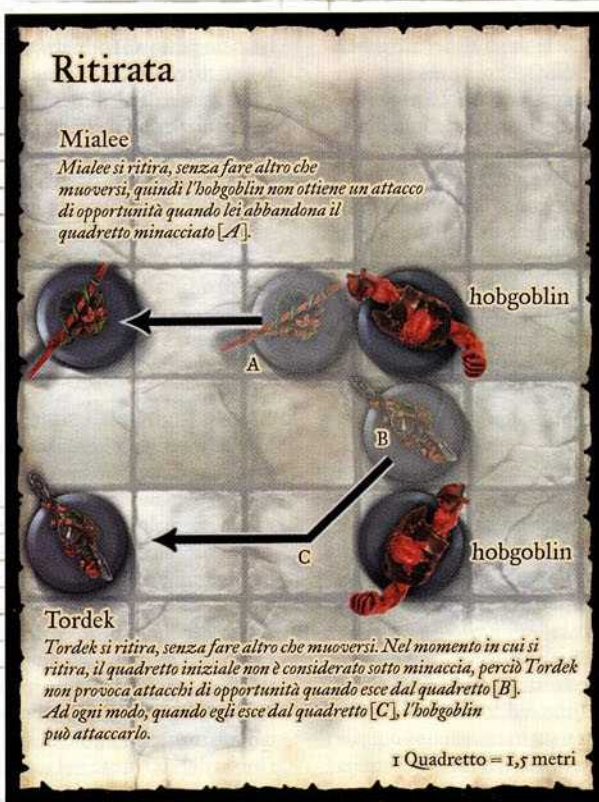 Ritirata
Mialee
Mialee si ritira, senza fare altro che
muoversi, quindi l'hobgoblin non ottiene un attacco
di opportunità quando lei abbandona il
quadretto minacciato [A].
hobgoblin
A
B
C
hobgoblin
Tordek
Tordek si ritira, senza fare altro che muoversi. Nel momento in cui si
ritira, il quadretto iniziale non è considerato sotto minaccia, perciò Tordek
non provoca attacchi di opportunità quando esce dal quadretto [B].
Ad ogni modo, quando egli esce dal quadretto [C], l'hobgoblin
può attaccarlo.
1 Quadretto = 1,5 metri